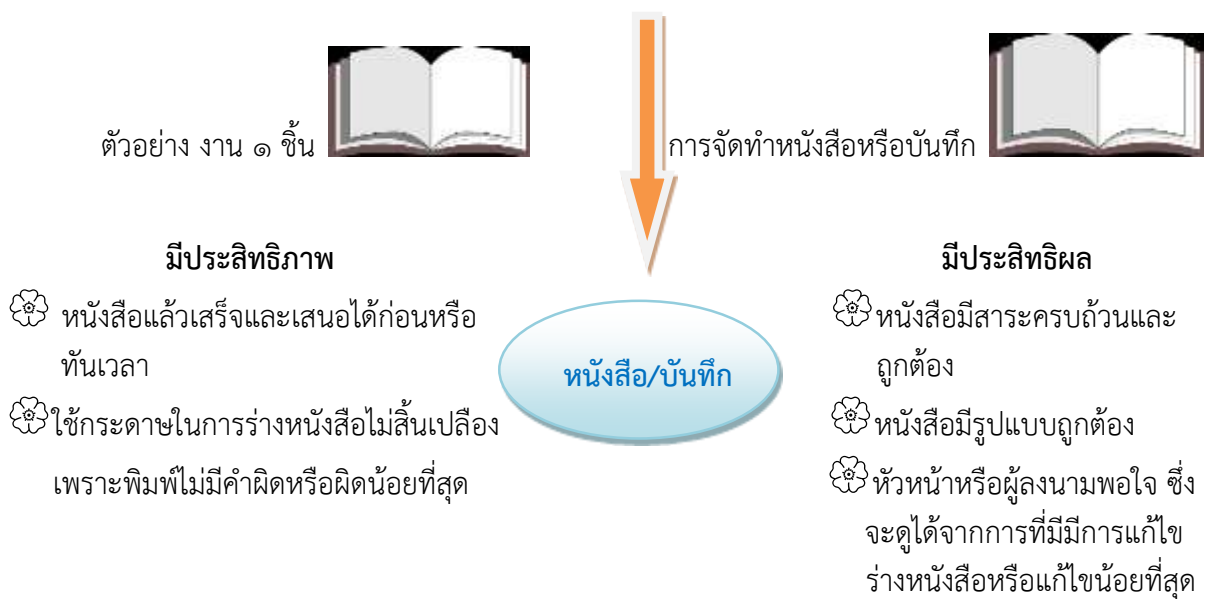 ตัวอย่าง งาน ๑ ชิ้น
การจัดทำหนังสือหรือบันทึก
มีประสิทธิภาพ
หนังสือแล้วเสร็จและเสนอได้ก่อนหรือ
ทันเวลา
ใช้กระดาษในการร่างหนังสือไม่สิ้นเปลือง
เพราะพิมพ์ไม่มีคำผิดหรือผิดน้อยที่สุด
หนังสือ/บันทึก
มีประสิทธิผล
หนังสือมีสาระครบถ้วนและ
ถูกต้อง
หนังสือมีรูปแบบถูกต้อง
หัวหน้าหรือผู้ลงนามพอใจ ซึ่ง
จะดูได้จากการที่มีมีการแก้ไข
ร่างหนังสือหรือแก้ไขน้อยที่สุด